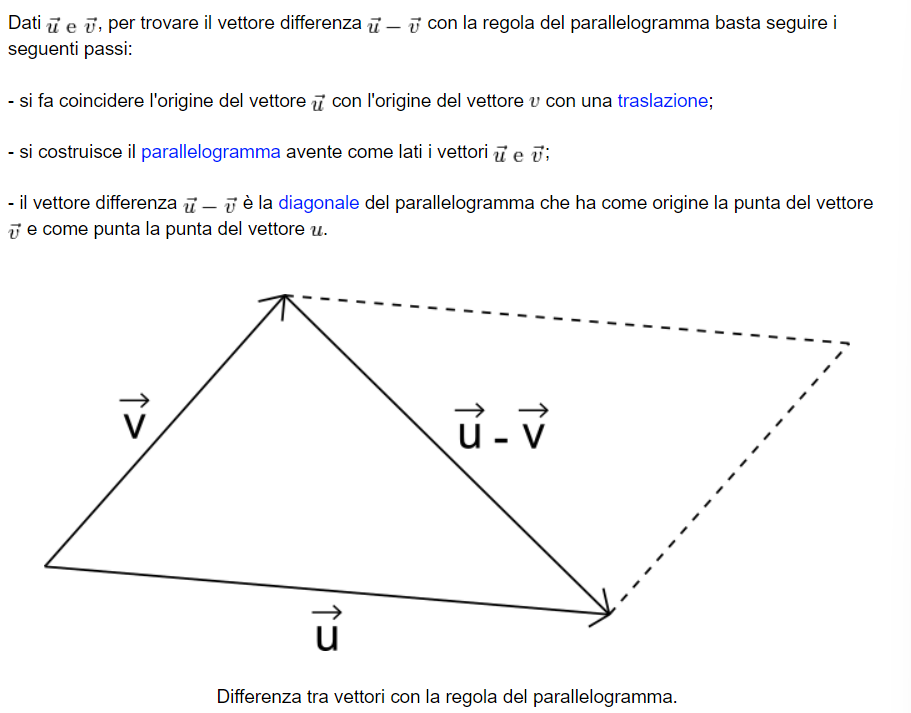 Dati u⃗ e v⃗, per trovare il vettore differenza u⃗ − v⃗ con la regola del parallelogramma basta seguire i
seguenti passi:
- si fa coincidere l'origine del vettore u⃗ con l'origine del vettore v con una traslazione;
- si costruisce il parallelogramma avente come lati i vettori u⃗ e v⃗;
- il vettore differenza u⃗ − v⃗ è la diagonale del parallelogramma che ha come origine la punta del vettore
v⃗ e come punta la punta del vettore u.
v⃗
u⃗ - v⃗
u⃗
Differenza tra vettori con la regola del parallelogramma.